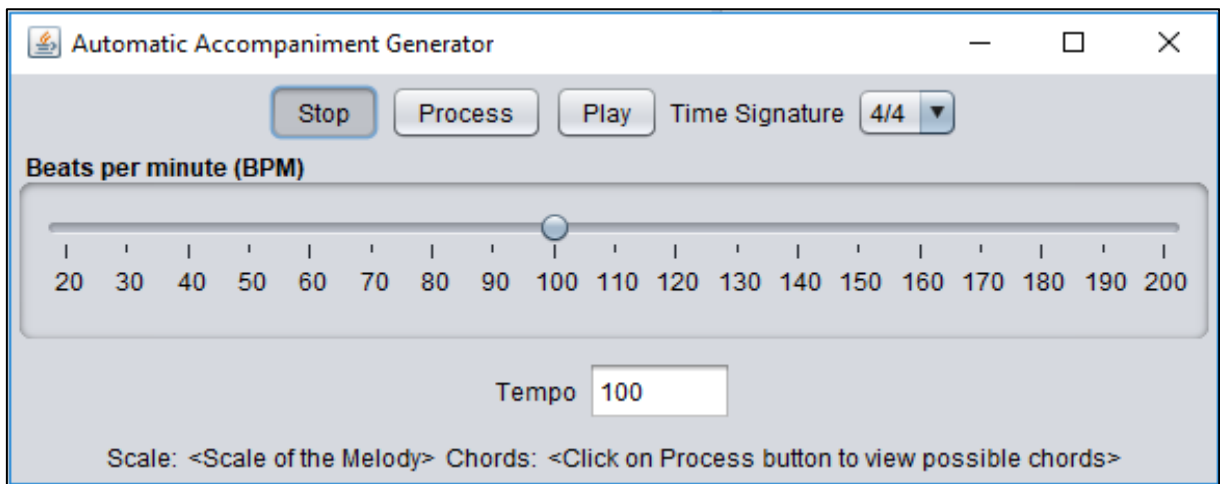 Automatic Accompaniment Generator
Stop Process Play Time Signature 4/4
Beats per minute (BPM)
20 30 40 50 60 70 80 90 100 110 120 130 140 150 160 170 180 190 200
Tempo 100
Scale: <Scale of the Melody> Chords: <Click on Process button to view possible chords>